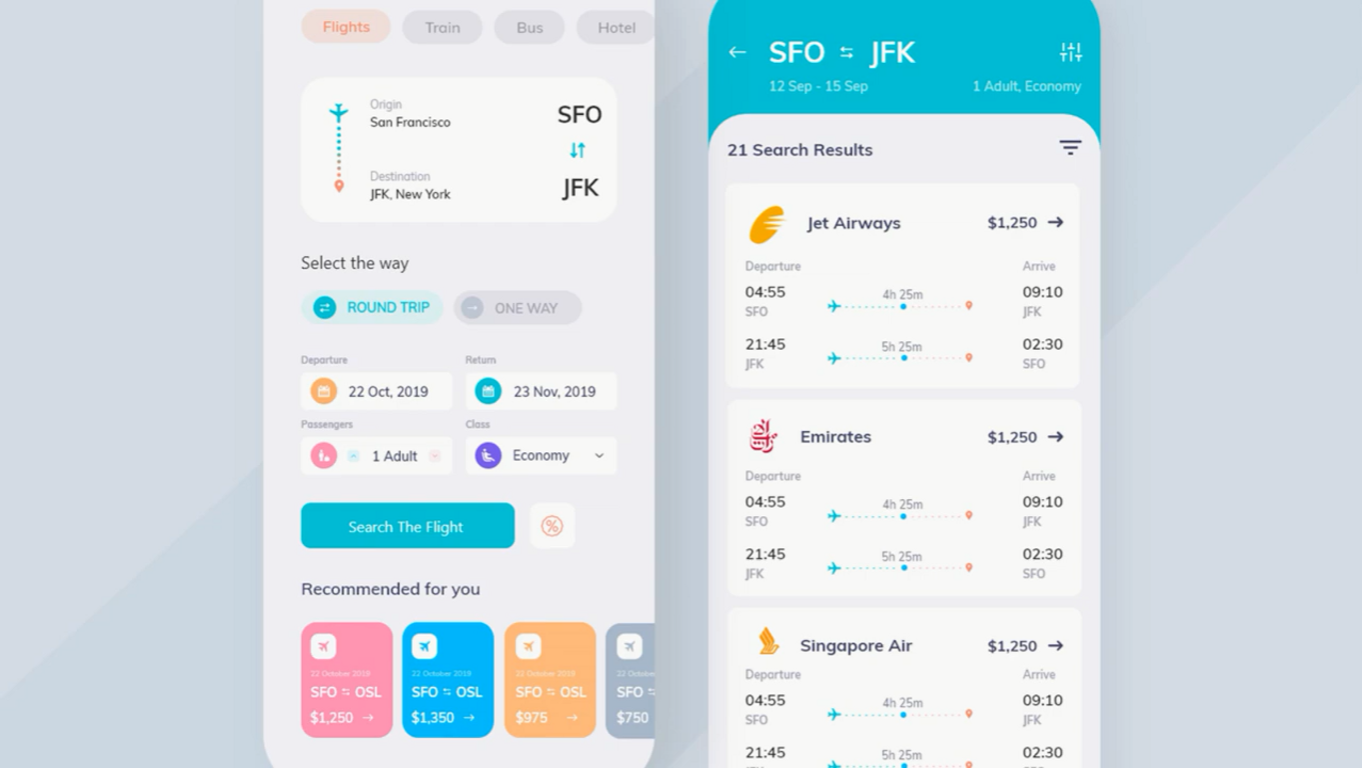 Flights
Train
Bus
Hotel
Origin
San Francisco
SFO
Destination
JFK, New York
JFK
Select the way
ROUND TRIP
ONE WAY
Departure
Return
22 Oct, 2019
23 Nov, 2019
Passengers
Class
1 Adult
Economy
Search The Flight
Recommended for you
22 October 2019
SFO OSL
$1,250
22 October 2019
SFO OSL
$1,350
22 October 2019
SFO OSL
$975
22 October
SFO
$750
SFO JFK
12 Sep - 15 Sep
1 Adult, Economy
21 Search Results
Jet Airways
$1,250
Departure
Arrive
04:55
4h 25m
09:10
SFO
JFK
21:45
5h 25m
02:30
JFK
SFO
Emirates
$1,250
Departure
Arrive
04:55
4h 25m
09:10
SFO
JFK
21:45
5h 25m
02:30
JFK
SFO
Singapore Air
$1,250
Departure
Arrive
04:55
4h 25m
09:10
SFO
JFK
21:45
5h 25m
02:30